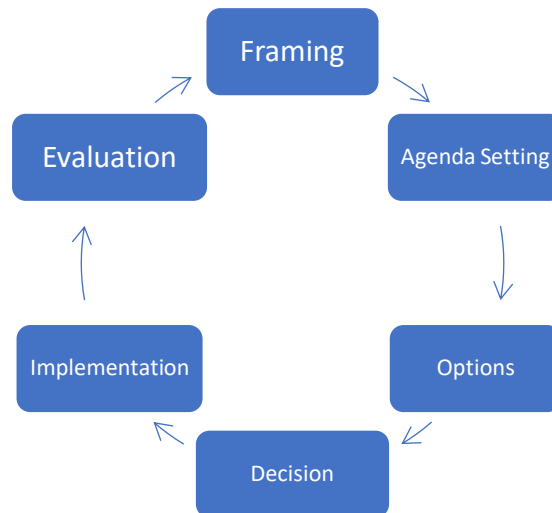 Framing
Agenda Setting
Options
Decision
Implementation
Evaluation